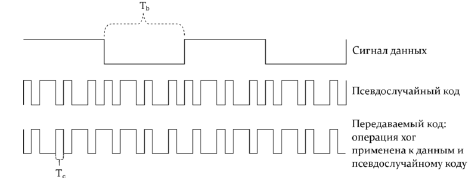 T_b
Сигнал данных
Псевдослучайный код
Передаваемый код:
операция xor
применена к данным и
псевдослучайному коду
T_c